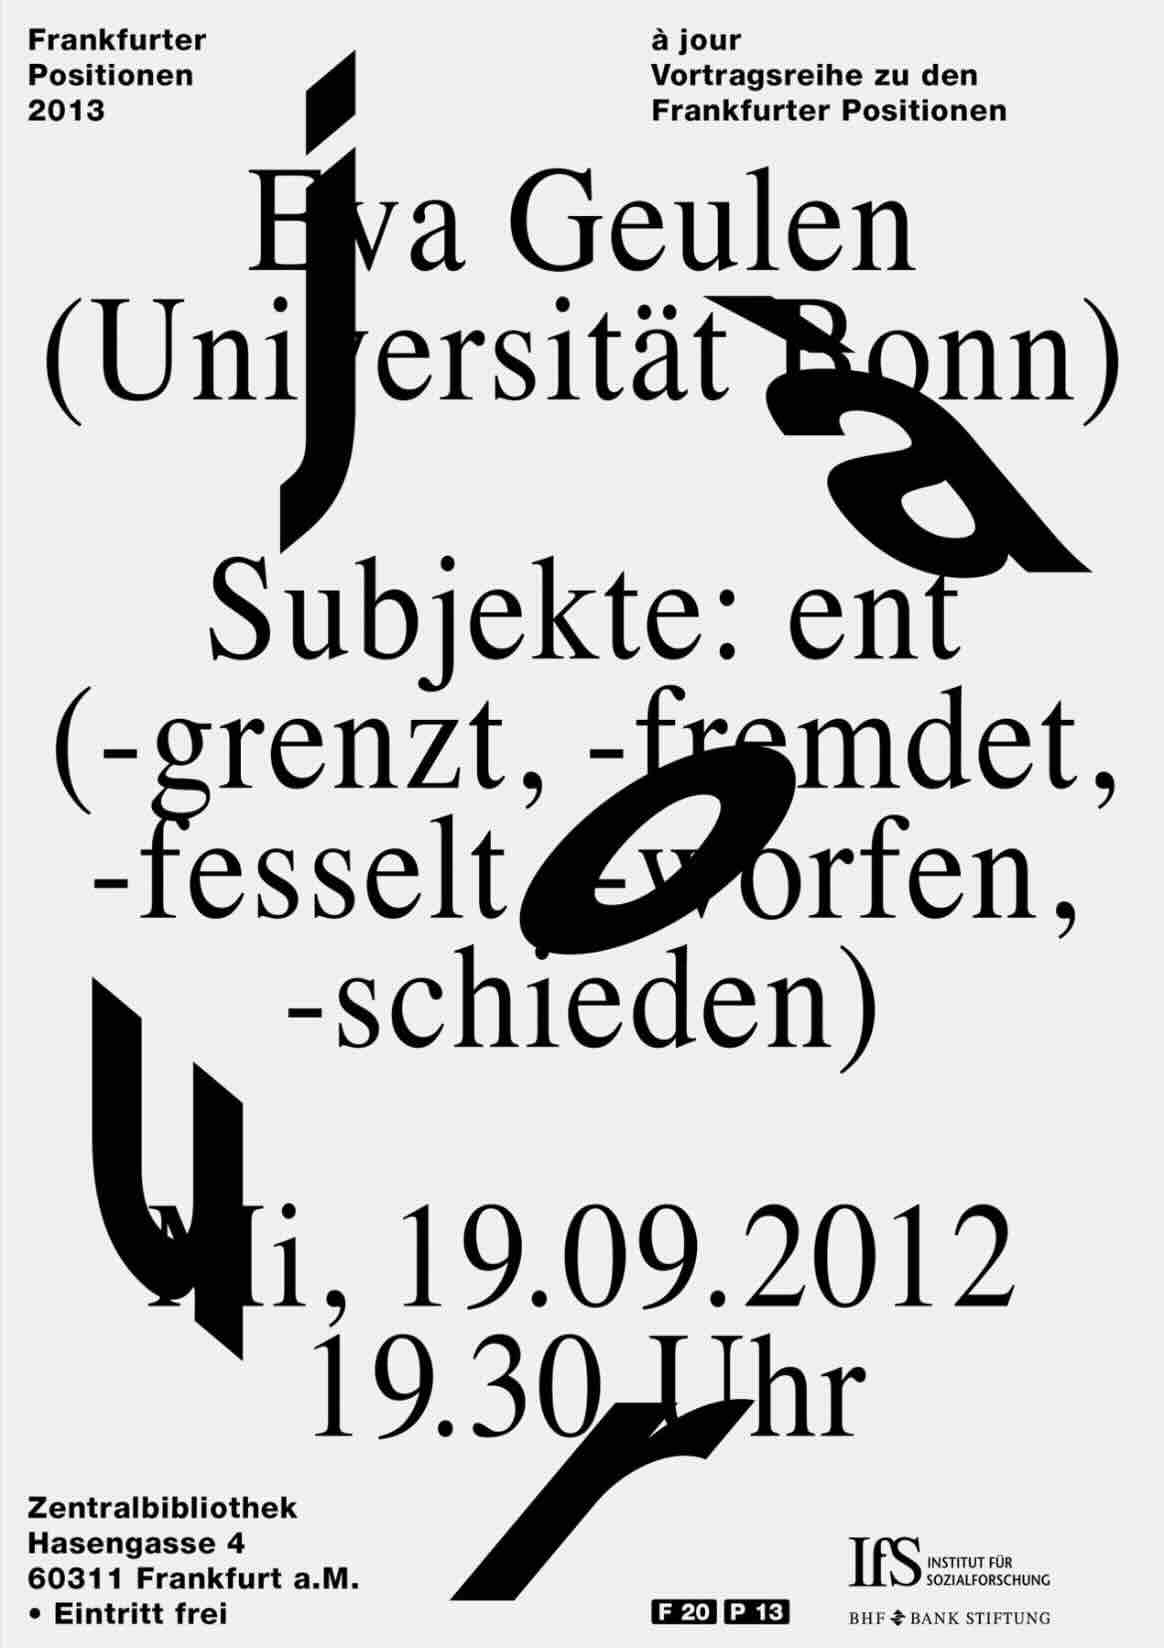 Frankfurter
Positionen
2013
à jour
Vortragsreihe zu den
Frankfurter Positionen
Eva Geulen
(Universität Bonn)
Subjekte: ent
(-grenzt, -fremdet,
-fesselt, -worfen,
-schieden)
Mi, 19.09.2012
19.30 Uhr
à
j
o
u
r
Zentralbibliothek
Hasengasse 4
60311 Frankfurt a.M.
• Eintritt frei
F 20 P 13
IfS INSTITUT FÜR
SOZIALFORSCHUNG
BHF BANK STIFTUNG